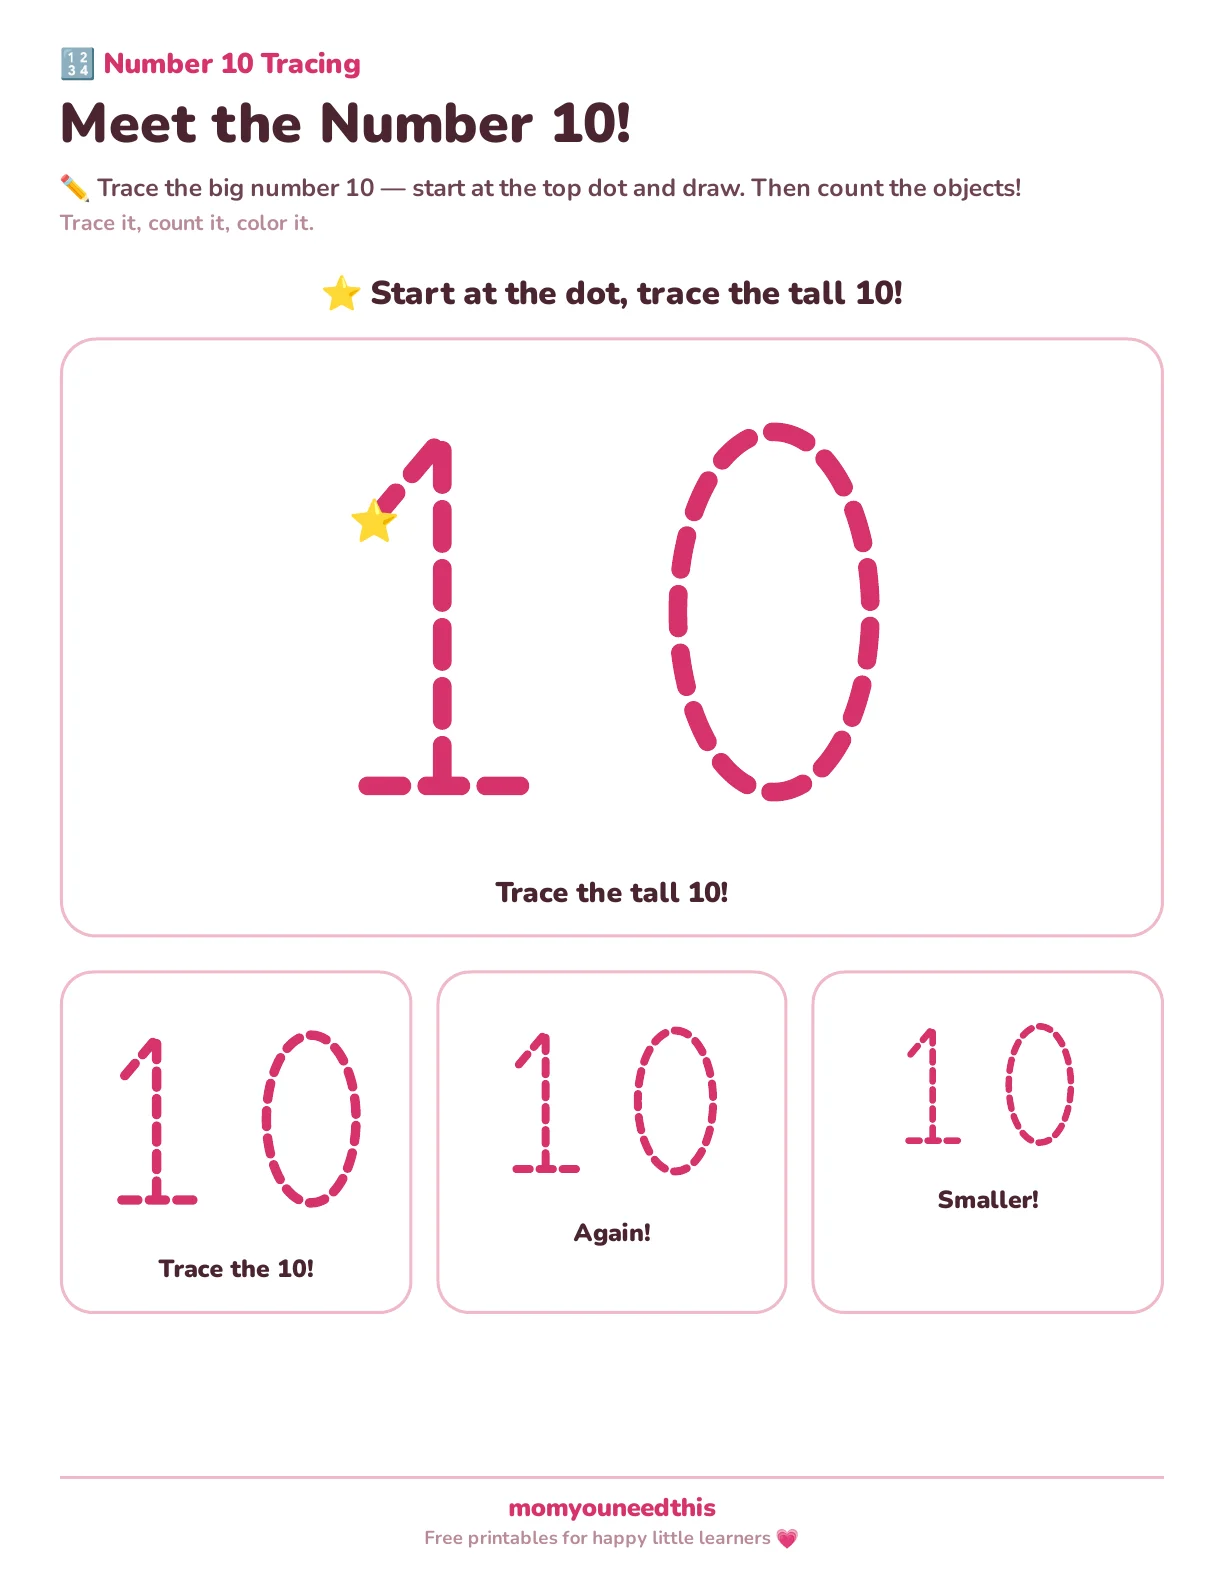 🔢 Number 10 Tracing
Meet the Number 10!
✏️ Trace the big number 10 — start at the top dot and draw. Then count the objects!
Trace it, count it, color it.
⭐ Start at the dot, trace the tall 10!
10
Trace the tall 10!
10
Trace the 10!
10
Again!
10
Smaller!
momyouneedthis
Free printables for happy little learners 💗